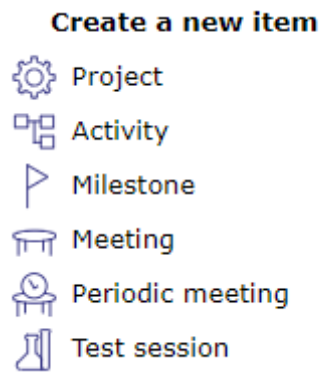 Create a new item
Project
Activity
Milestone
Meeting
Periodic meeting
Test session